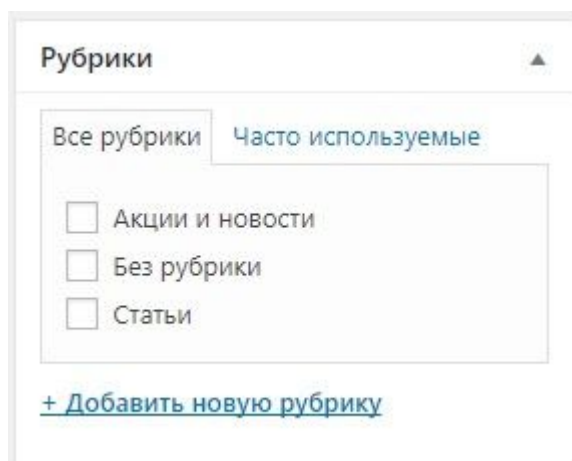 Рубрики
Все рубрики Часто используемые
Акции и новости
Без рубрики
Статьи
+ Добавить новую рубрику